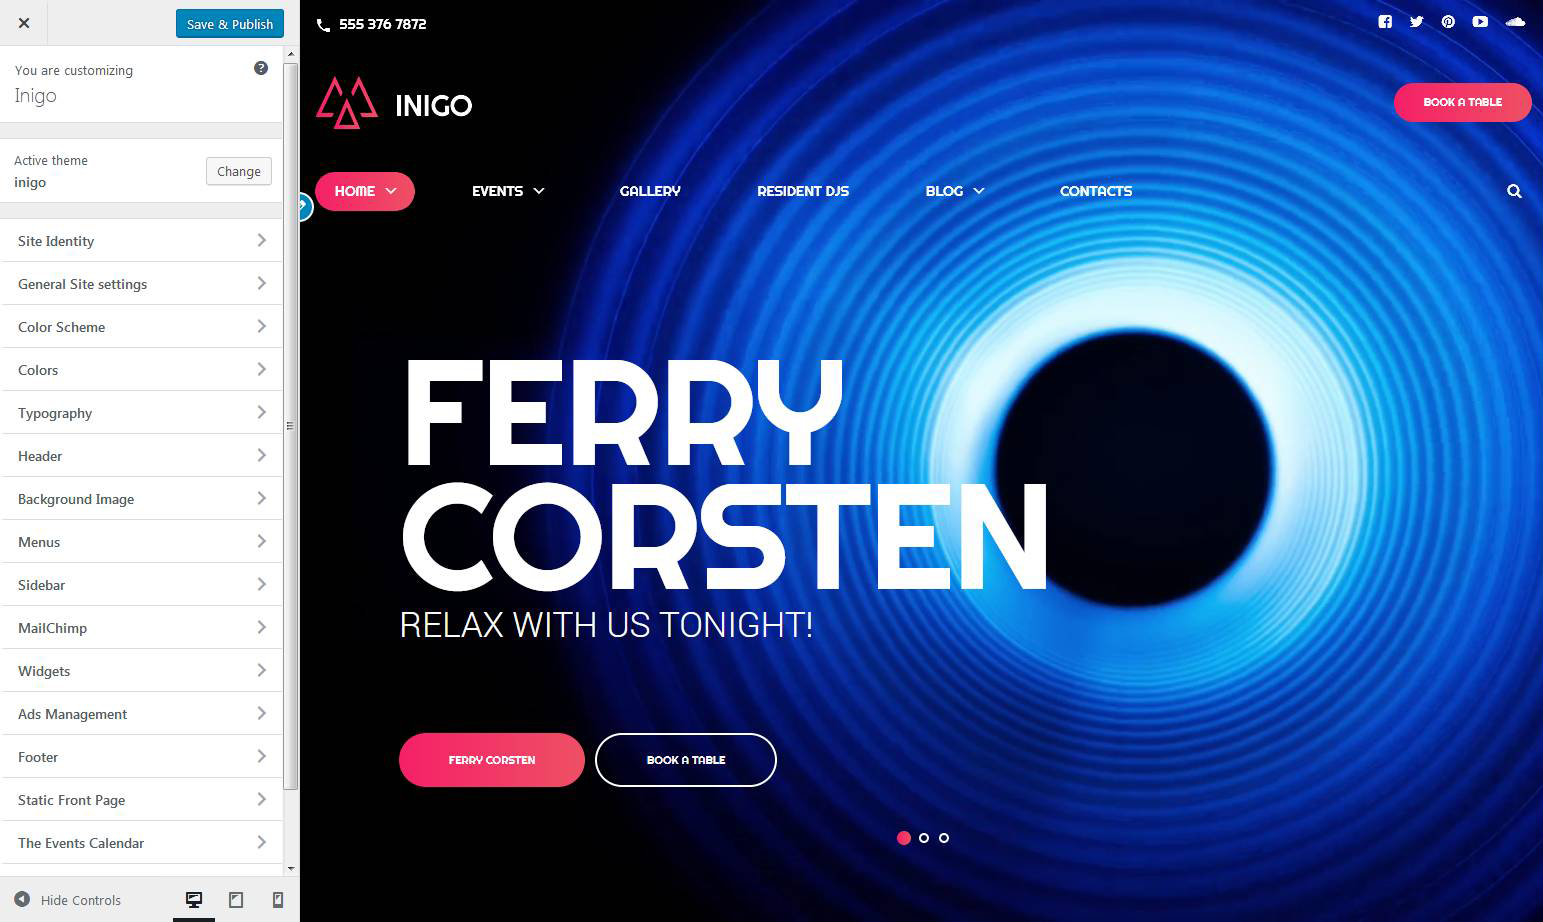 Save & Publish
You are customizing
Inigo
Active theme
inigo
Change
Site Identity
General Site settings
Color Scheme
Colors
Typography
Header
Background Image
Menus
Sidebar
MailChimp
Widgets
Ads Management
Footer
Static Front Page
The Events Calendar
Hide Controls
555 376 7872
INIGO
BOOK A TABLE
HOME EVENTS GALLERY RESIDENT DJS BLOG CONTACTS
FERRY
CORSTEN
RELAX WITH US TONIGHT!
FERRY CORSTEN BOOK A TABLE